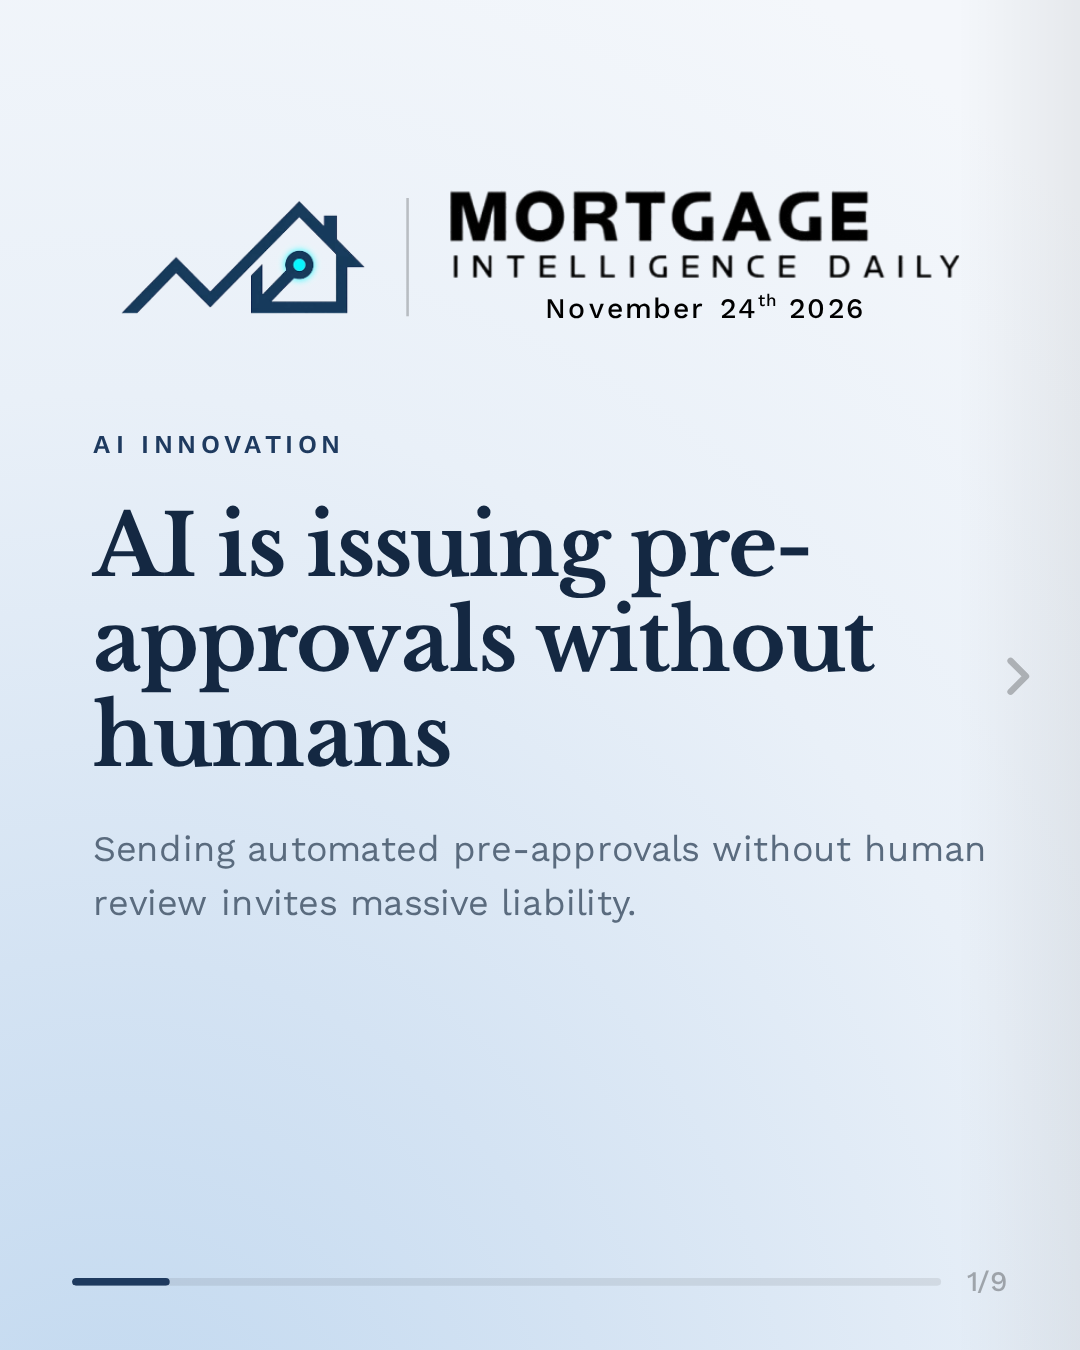 MORTGAGE
INTELLIGENCE DAILY
November 24th 2026
AI INNOVATION
AI is issuing pre-
approvals without
humans
Sending automated pre-approvals without human
review invites massive liability.
1/9